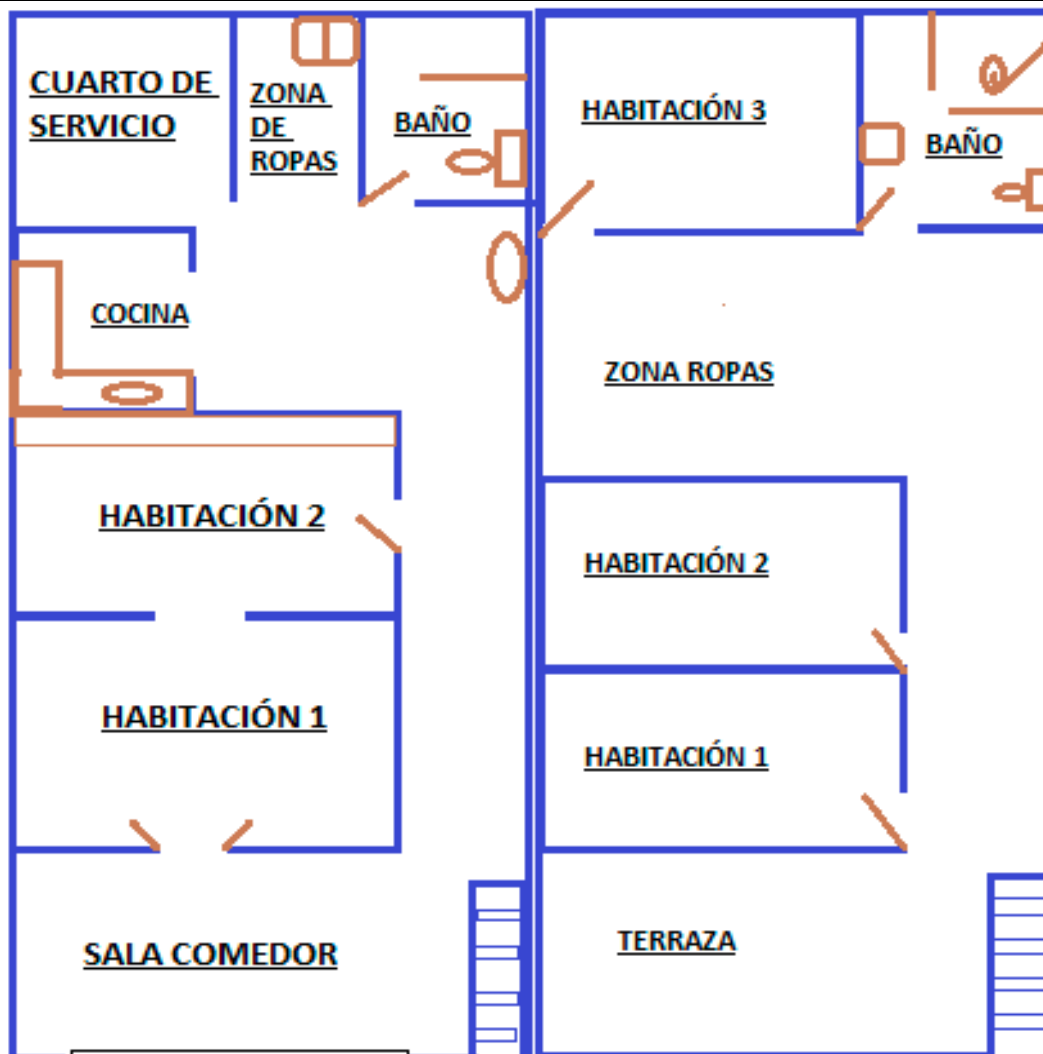 CUARTO DE
SERVICIO
ZONA
DE
ROPAS
BAÑO
COCINA
HABITACIÓN 2
HABITACIÓN 1
SALA COMEDOR
HABITACIÓN 3
BAÑO
ZONA ROPAS
HABITACIÓN 2
HABITACIÓN 1
TERRAZA